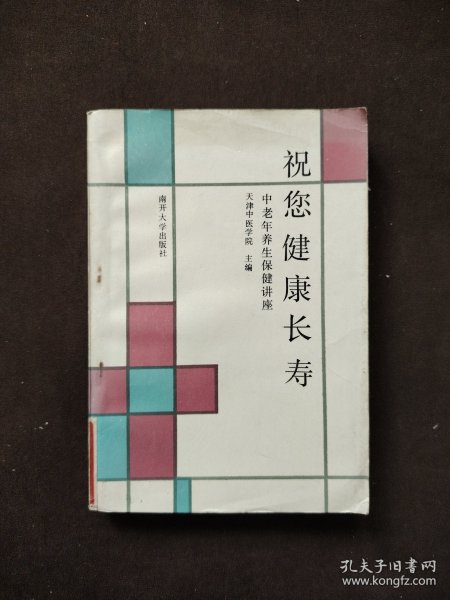 祝您健康长寿
中老年养生保健讲座
天津中医学院 主编
南开大学出版社
孔夫子旧书网
www.kongfz.com